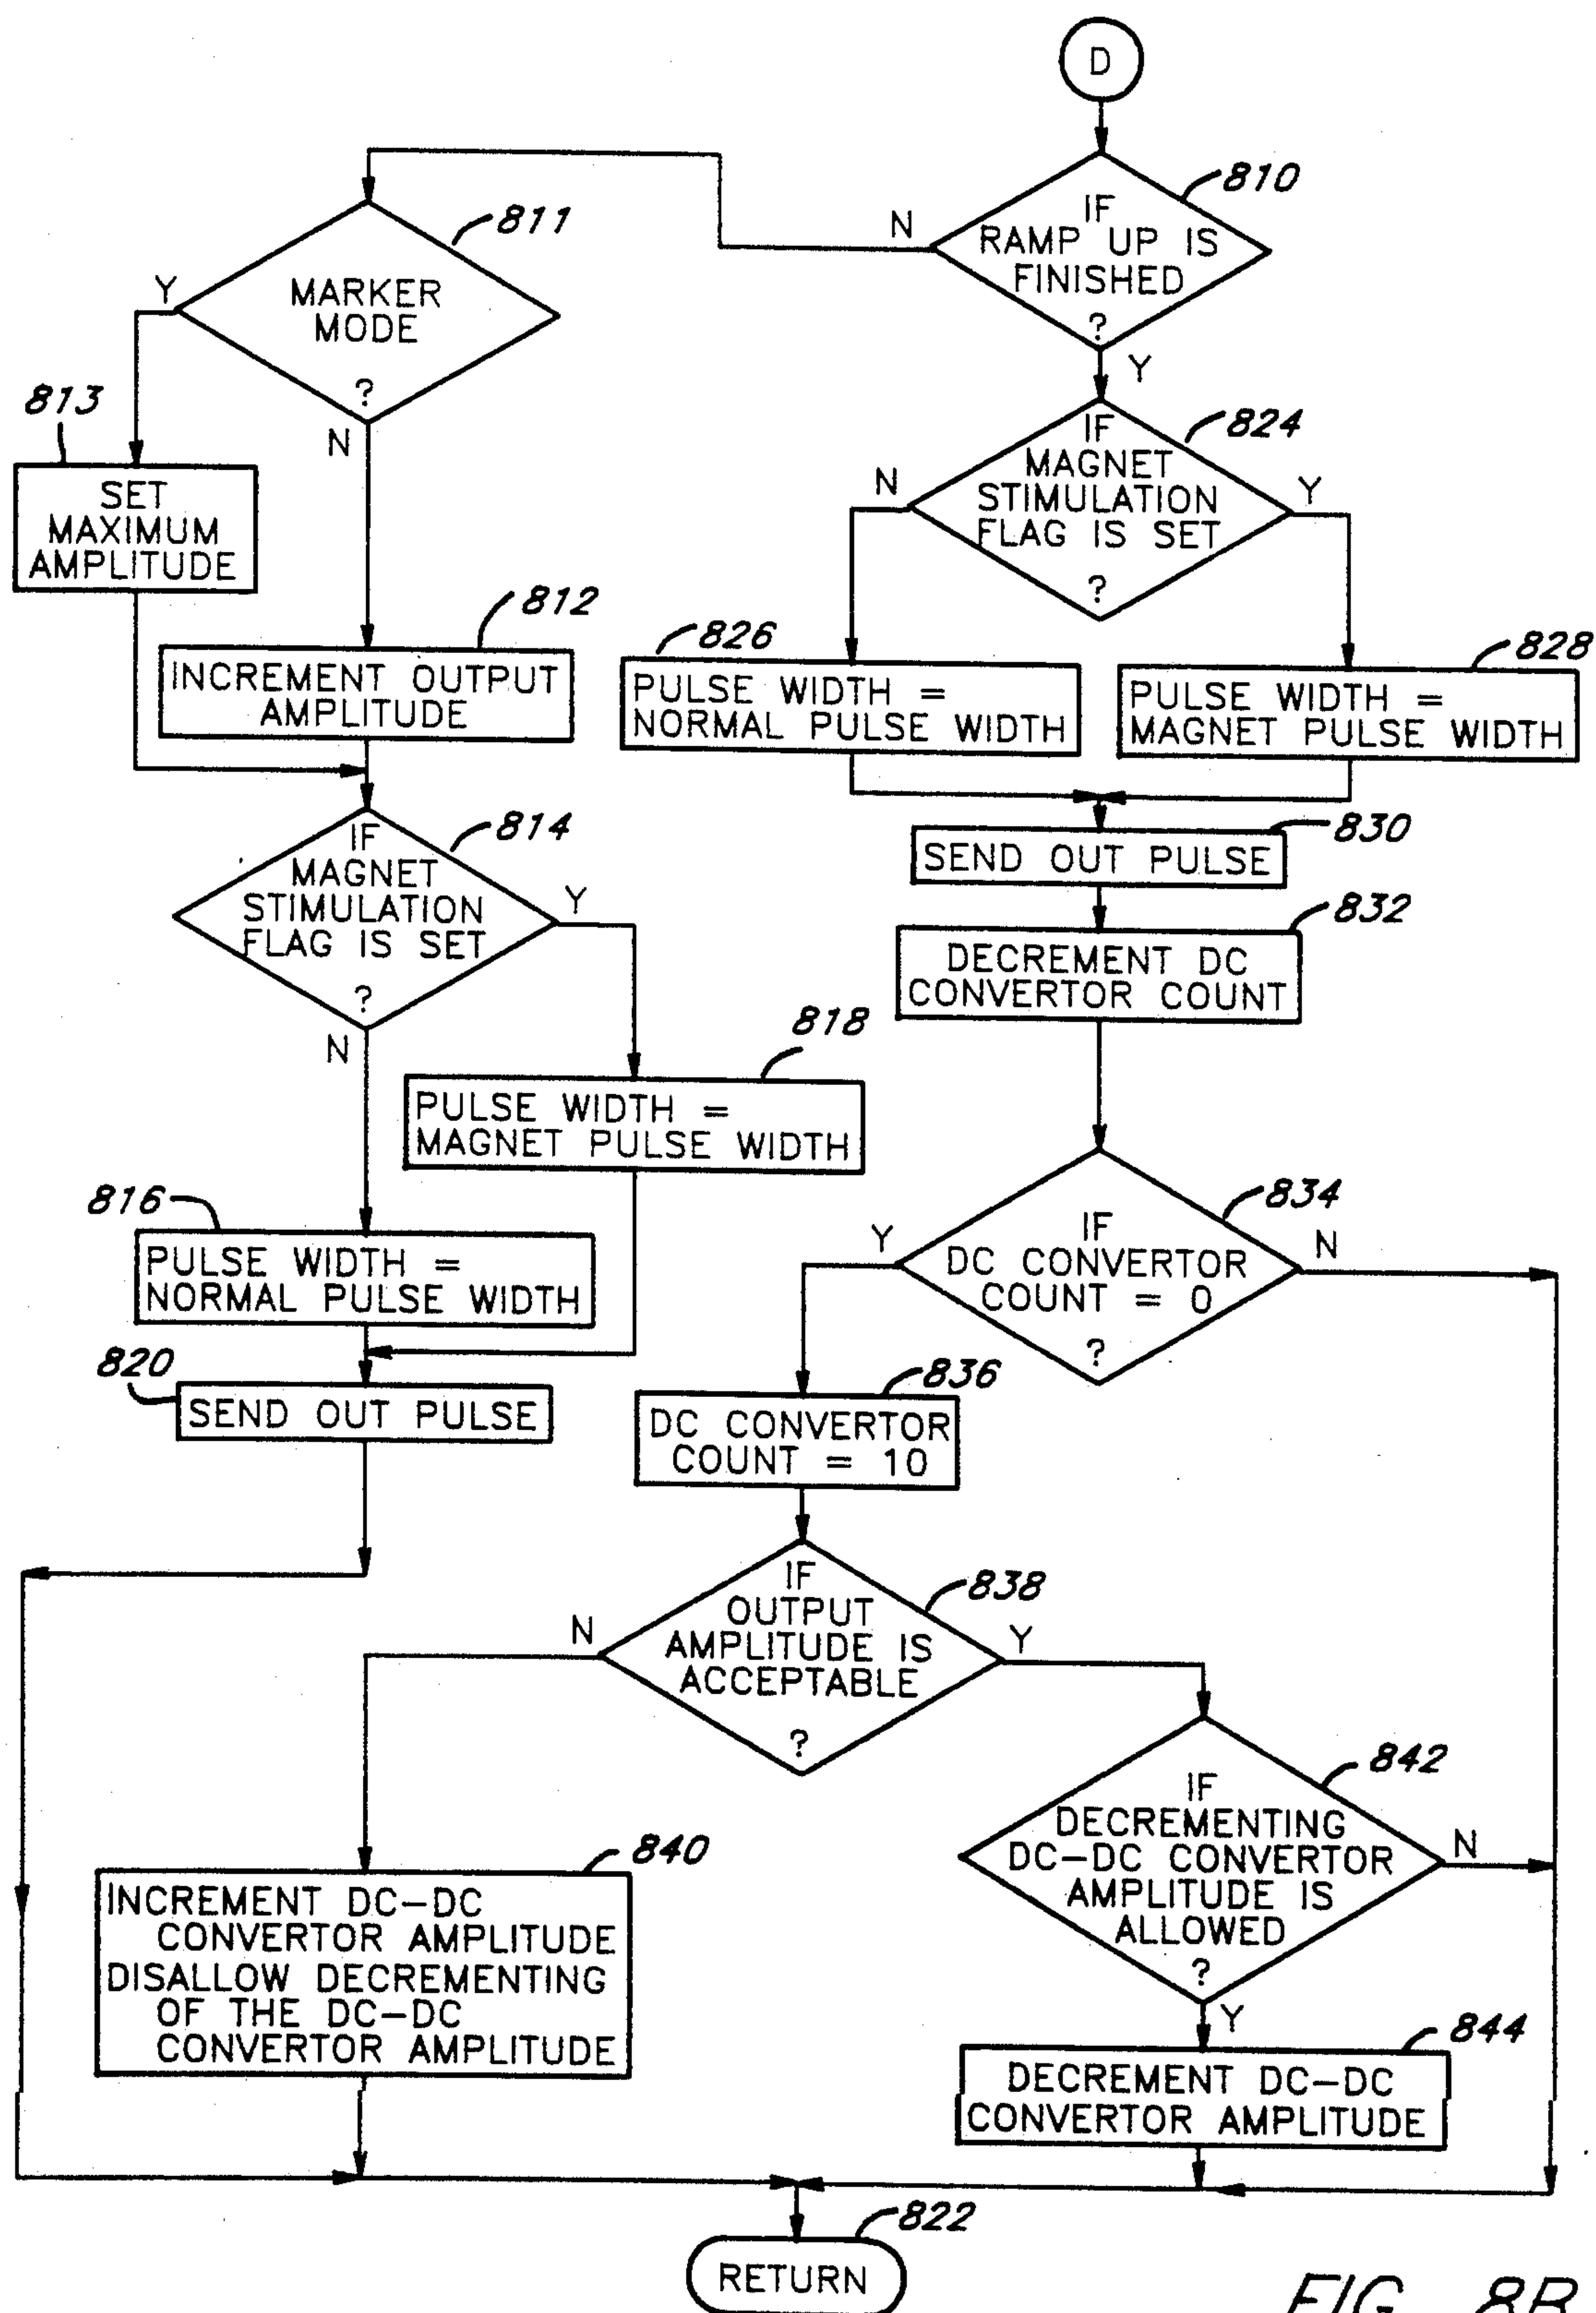 D
810
IF
RAMP UP IS
FINISHED
?
N
Y
811
MARKER
MODE
?
Y
N
813
SET
MAXIMUM
AMPLITUDE
812
INCREMENT OUTPUT
AMPLITUDE
824
IF
MAGNET
STIMULATION
FLAG IS SET
?
N
Y
826
PULSE WIDTH =
NORMAL PULSE WIDTH
828
PULSE WIDTH =
MAGNET PULSE WIDTH
814
IF
MAGNET
STIMULATION
FLAG IS SET
?
Y
N
830
SEND OUT PULSE
832
DECREMENT DC
CONVERTOR COUNT
818
PULSE WIDTH =
MAGNET PULSE WIDTH
816
PULSE WIDTH =
NORMAL PULSE WIDTH
820
SEND OUT PULSE
834
IF
DC CONVERTOR
COUNT = 0
?
Y
N
836
DC CONVERTOR
COUNT = 10
838
IF
OUTPUT
AMPLITUDE IS
ACCEPTABLE
?
N
Y
842
IF
DECREMENTING
DC-DC CONVERTOR
AMPLITUDE IS
ALLOWED
?
N
Y
840
INCREMENT DC-DC
CONVERTOR AMPLITUDE
DISALLOW DECREMENTING
OF THE DC-DC
CONVERTOR AMPLITUDE
844
DECREMENT DC-DC
CONVERTOR AMPLITUDE
822
RETURN
FIG. 8B